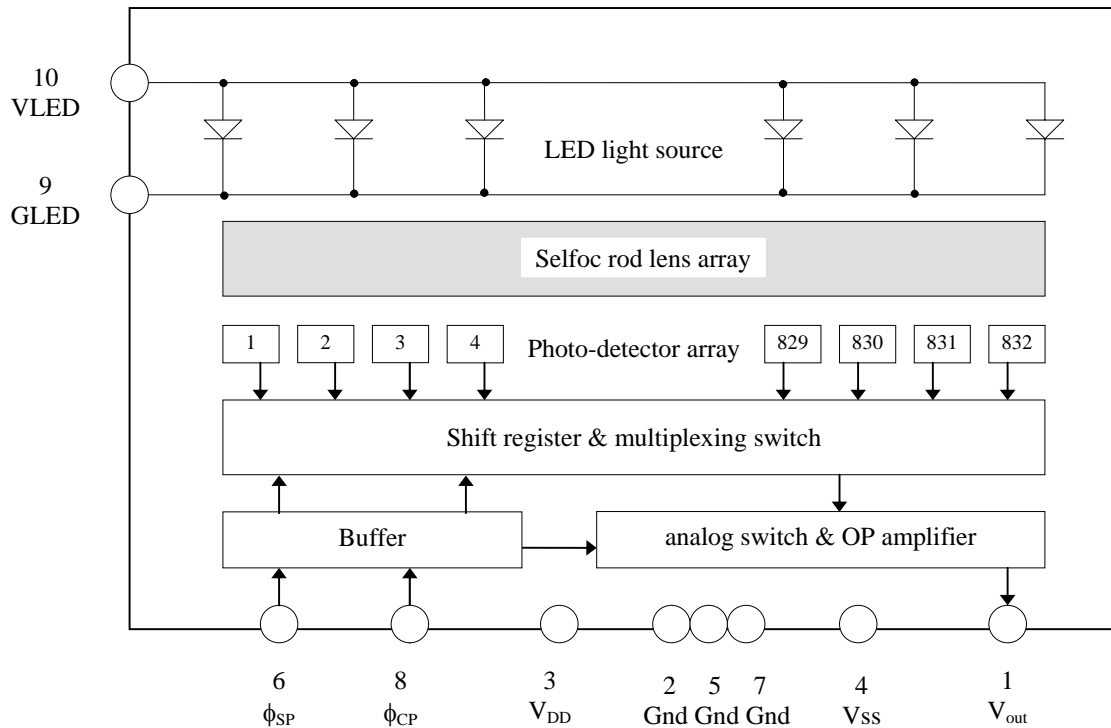 10
VLED
LED light source
9
GLED
Selfoc rod lens array
1 2 3 4 Photo-detector array 829 830 831 832
Shift register & multiplexing switch
Buffer
analog switch & OP amplifier
6 8 3 2 5 7 4 1
ϕSP ϕCP VDD Gnd Gnd Gnd VSS Vout